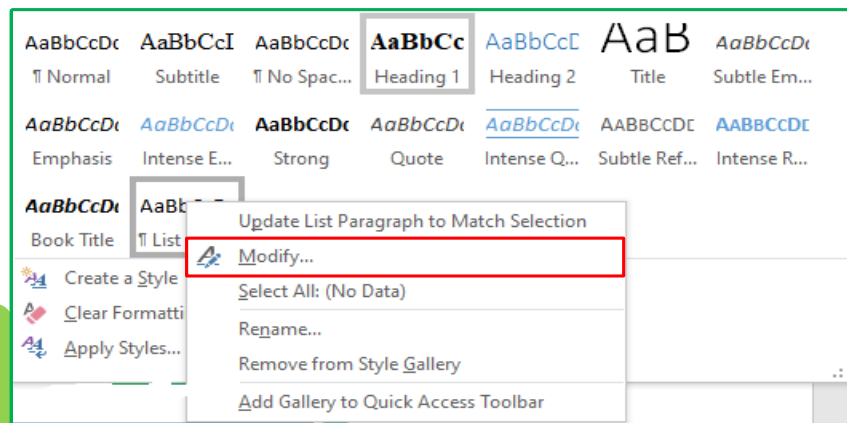 AaBbCcDc AaBbCcI AaBbCcDc AaBbCc AaBbCcD AaB AaBbCcDc
¶ Normal Subtitle ¶ No Spac... Heading 1 Heading 2 Title Subtle Em...
AaBbCcDc AaBbCcDc AaBbCcDc AaBbCcDc AaBbCcDc AABBCCDE AABBCCDE
Emphasis Intense E... Strong Quote Intense Q... Subtle Ref... Intense R...
AaBbCcDc
Book Title ¶ List
Update List Paragraph to Match Selection
Modify...
Select All: (No Data)
Rename...
Remove from Style Gallery
Add Gallery to Quick Access Toolbar
Create a Style
Clear Formatti
Apply Styles...